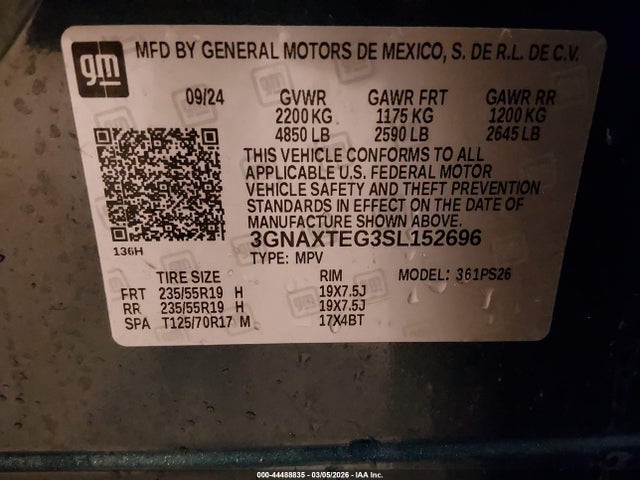 gm
MFD BY GENERAL MOTORS DE MEXICO, S. DE R.L. DE C.V.
09/24 GVWR GAWR FRT GAWR RR
2200 KG 1175 KG 1200 KG
4850 LB 2590 LB 2645 LB
THIS VEHICLE CONFORMS TO ALL
APPLICABLE U.S. FEDERAL MOTOR
VEHICLE SAFETY AND THEFT PREVENTION
STANDARDS IN EFFECT ON THE DATE OF
MANUFACTURE SHOWN ABOVE.
136H 3GNAXTEG3SL152696
TYPE: MPV
TIRE SIZE RIM MODEL: 361PS26
FRT 235/55R19 H 19X7.5J
RR 235/55R19 H 19X7.5J
SPA T125/70R17 M 17X4BT
000-44488835 - 03/05/2026 - IAA Inc.